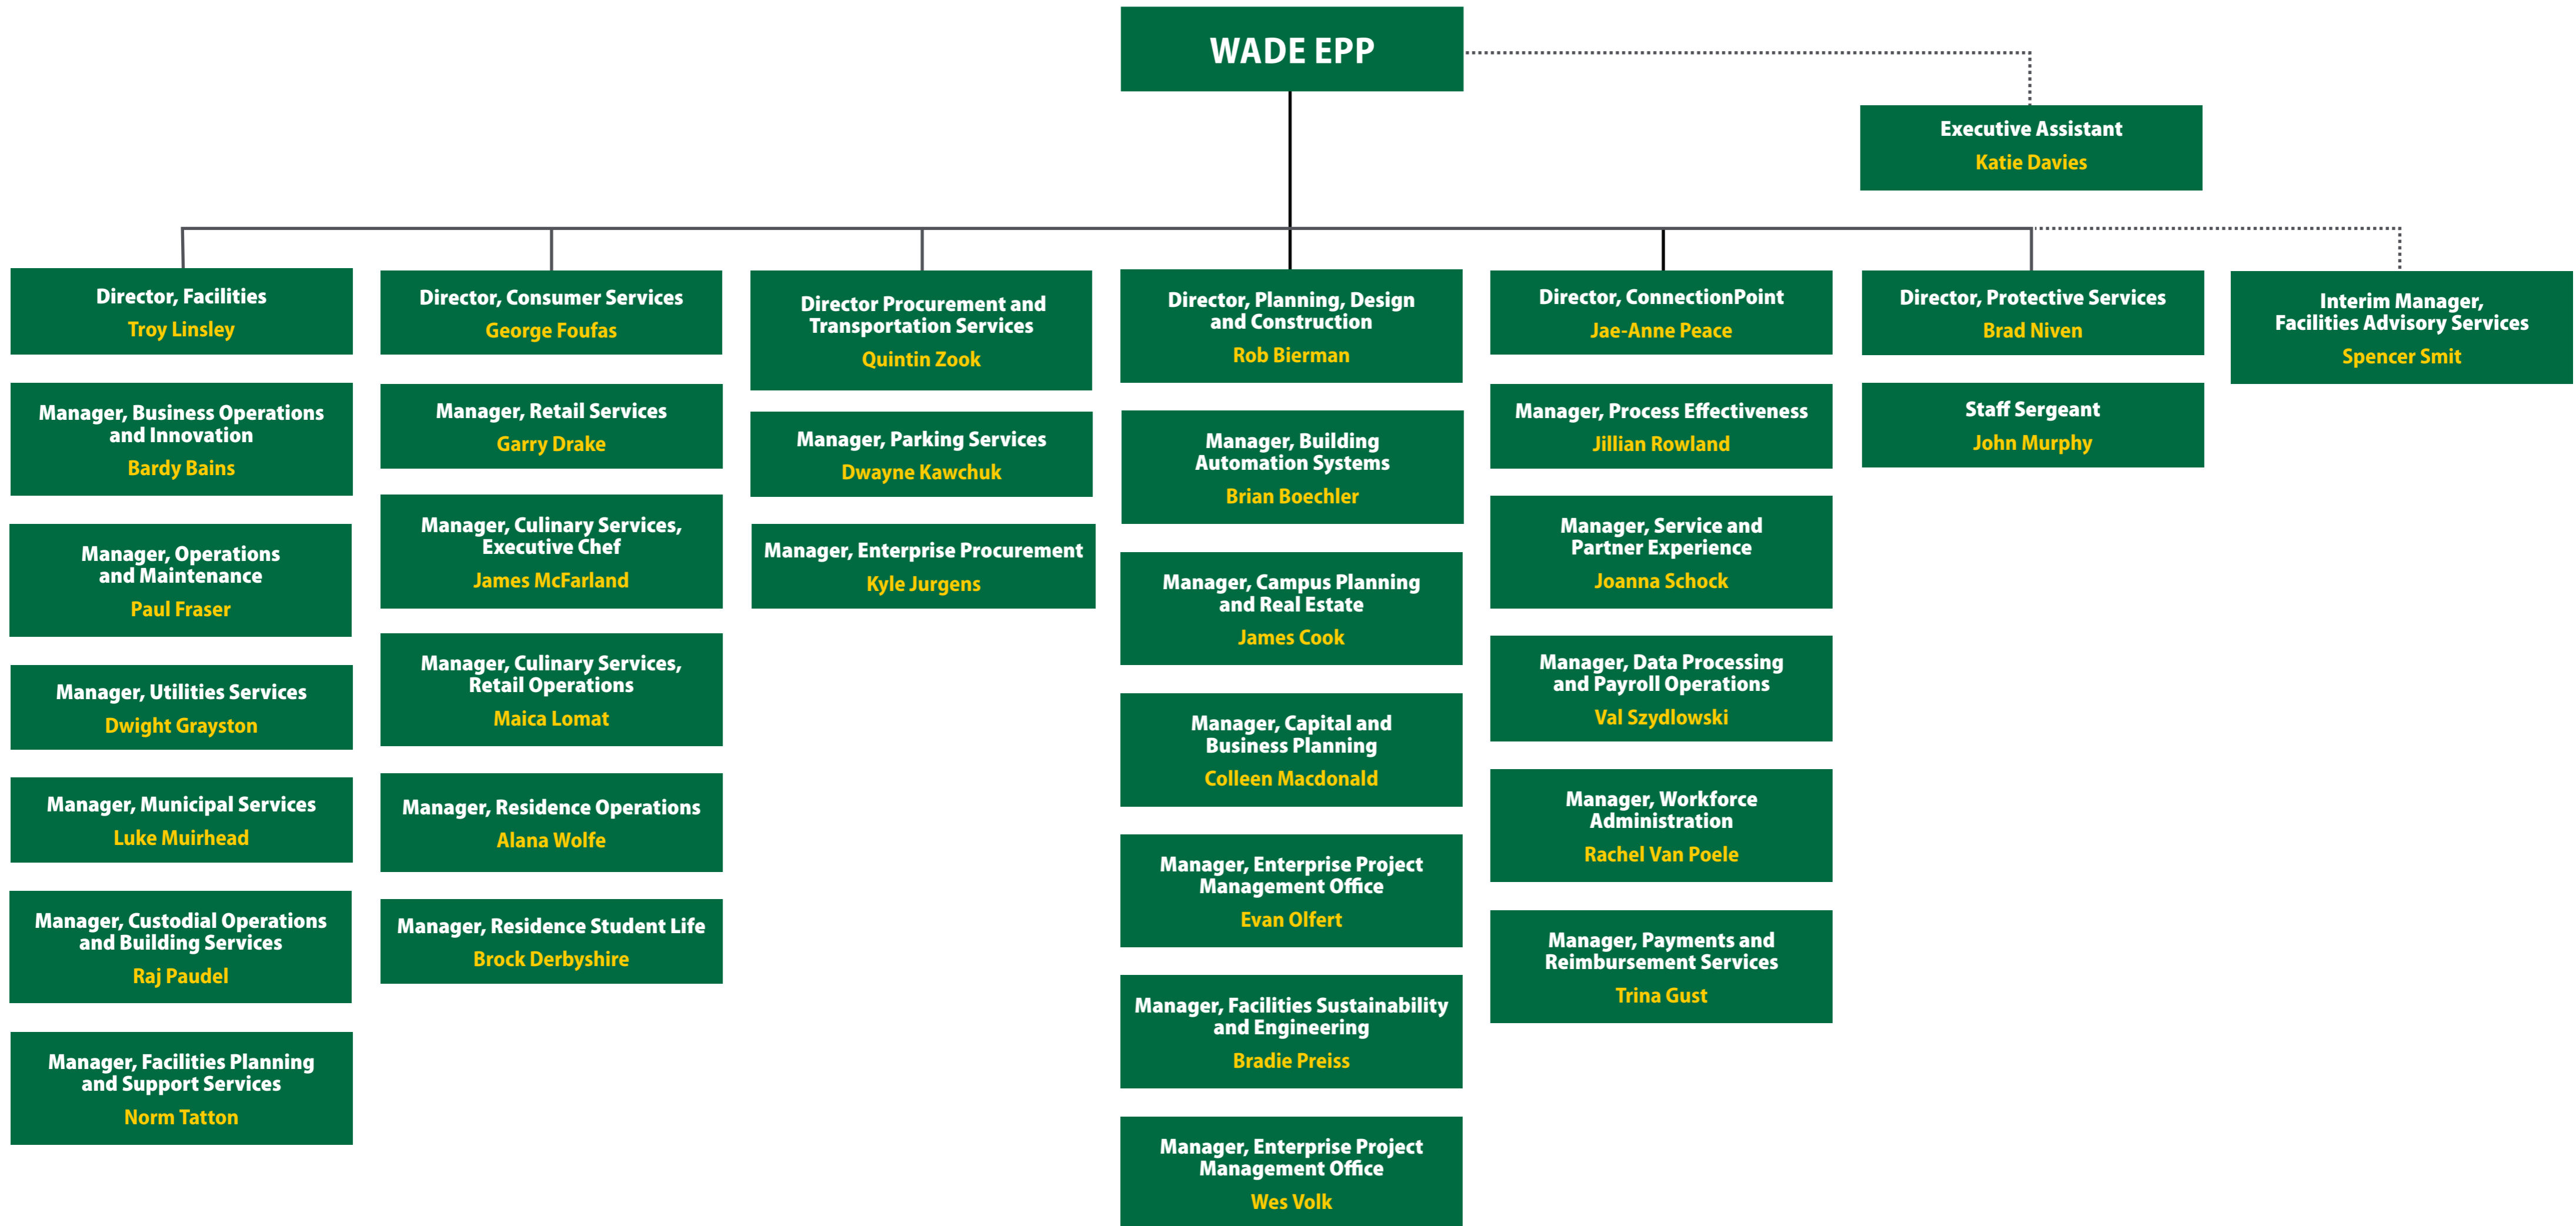 WADE EPP
Executive Assistant
Katie Davies
Director, Facilities
Troy Linsley
Manager, Business Operations
and Innovation
Bardy Bains
Manager, Operations
and Maintenance
Paul Fraser
Manager, Utilities Services
Dwight Grayston
Manager, Municipal Services
Luke Muirhead
Manager, Custodial Operations
and Building Services
Raj Paudel
Manager, Facilities Planning
and Support Services
Norm Tatton
Director, Consumer Services
George Foufas
Manager, Retail Services
Garry Drake
Manager, Culinary Services,
Executive Chef
James McFarland
Manager, Culinary Services,
Retail Operations
Maica Lomat
Manager, Residence Operations
Alana Wolfe
Manager, Residence Student Life
Brock Derbyshire
Director Procurement and
Transportation Services
Quintin Zook
Manager, Parking Services
Dwayne Kawchuk
Manager, Enterprise Procurement
Kyle Jurgens
Director, Planning, Design
and Construction
Rob Bierman
Manager, Building
Automation Systems
Brian Boechler
Manager, Campus Planning
and Real Estate
James Cook
Manager, Capital and
Business Planning
Colleen Macdonald
Manager, Enterprise Project
Management Office
Evan Olfert
Manager, Facilities Sustainability
and Engineering
Bradie Preiss
Manager, Enterprise Project
Management Office
Wes Volk
Director, ConnectionPoint
Jae-Anne Peace
Manager, Process Effectiveness
Jillian Rowland
Manager, Service and
Partner Experience
Joanna Schock
Manager, Data Processing
and Payroll Operations
Val Szydlowski
Manager, Workforce
Administration
Rachel Van Poele
Manager, Payments and
Reimbursement Services
Trina Gust
Director, Protective Services
Brad Niven
Staff Sergeant
John Murphy
Interim Manager,
Facilities Advisory Services
Spencer Smit